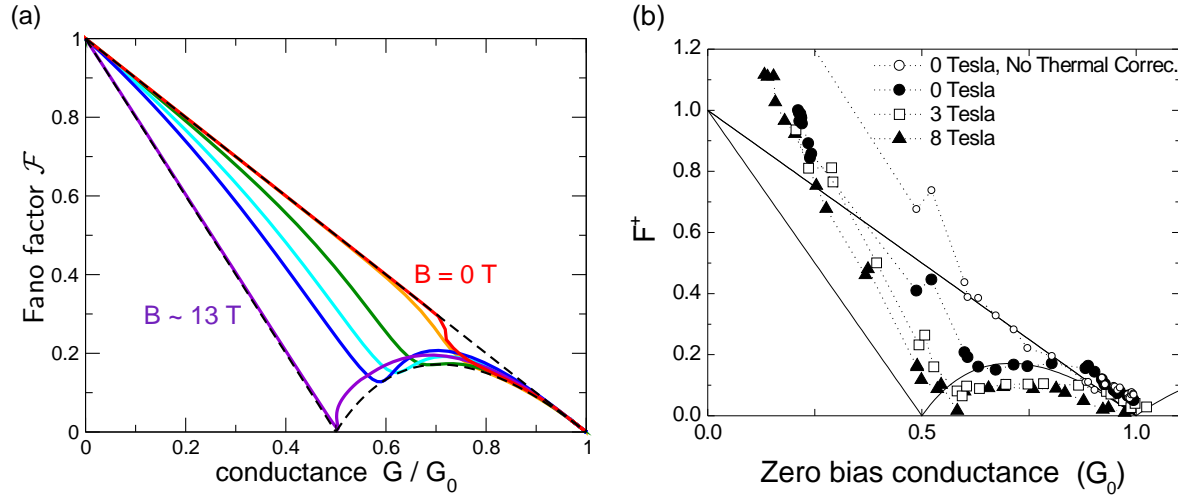 (a)
1
0.8
0.6
0.4
0.2
0
Fano factor ℱ
B = 0 T
B ~ 13 T
0 0.2 0.4 0.6 0.8 1
conductance G / G₀
(b)
1.2
1.0
0.8
0.6
0.4
0.2
0.0
F†
0 Tesla, No Thermal Correc.
0 Tesla
3 Tesla
8 Tesla
0.0 0.5 1.0
Zero bias conductance (G₀)